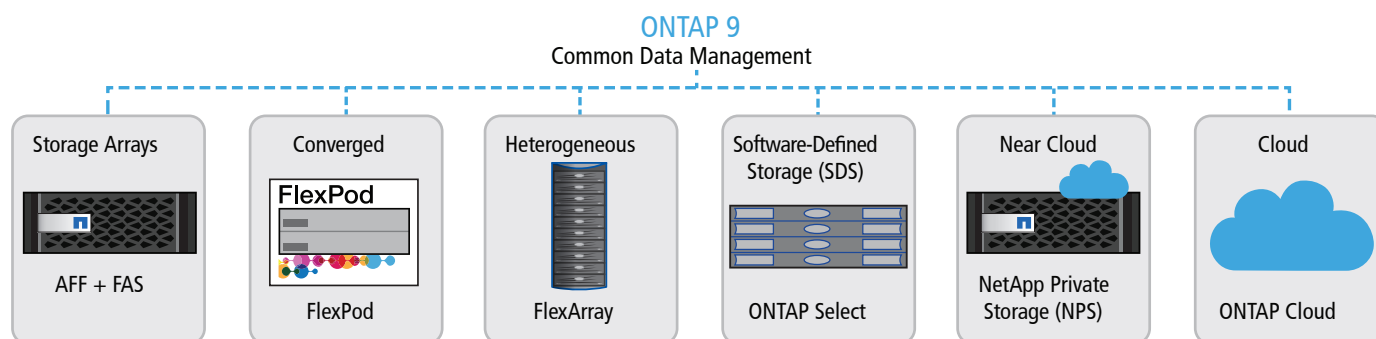 ONTAP 9
Common Data Management
Storage Arrays
AFF + FAS
Converged
FlexPod
FlexPod
Heterogeneous
FlexArray
Software-Defined
Storage (SDS)
ONTAP Select
Near Cloud
NetApp Private
Storage (NPS)
Cloud
ONTAP Cloud